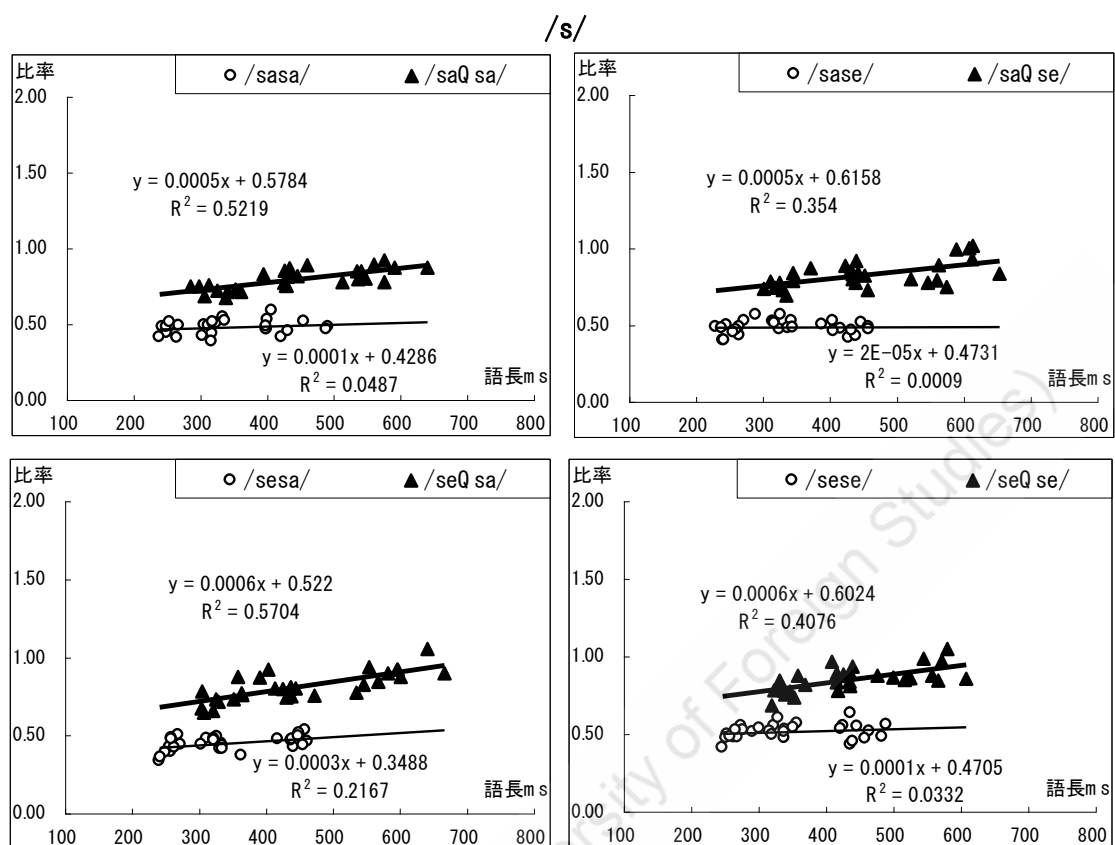 /s/
比率
/sasa/ /saQ sa/
2.00
1.50
y = 0.0005x + 0.5784
R² = 0.5219
1.00
0.50
y = 0.0001x + 0.4286
R² = 0.0487
語長ms
0.00
100 200 300 400 500 600 700 800
比率
/sase/ /saQ se/
2.00
1.50
y = 0.0005x + 0.6158
R² = 0.354
1.00
0.50
y = 2E-05x + 0.4731
R² = 0.0009
語長ms
0.00
100 200 300 400 500 600 700 800
比率
/sesa/ /seQ sa/
2.00
1.50
y = 0.0006x + 0.522
R² = 0.5704
1.00
0.50
y = 0.0003x + 0.3488
R² = 0.2167
語長ms
0.00
100 200 300 400 500 600 700 800
比率
/sese/ /seQ se/
2.00
1.50
y = 0.0006x + 0.6024
R² = 0.4076
1.00
0.50
y = 0.0001x + 0.4705
R² = 0.0332
語長ms
0.00
100 200 300 400 500 600 700 800
ersity of Foreign Studies)